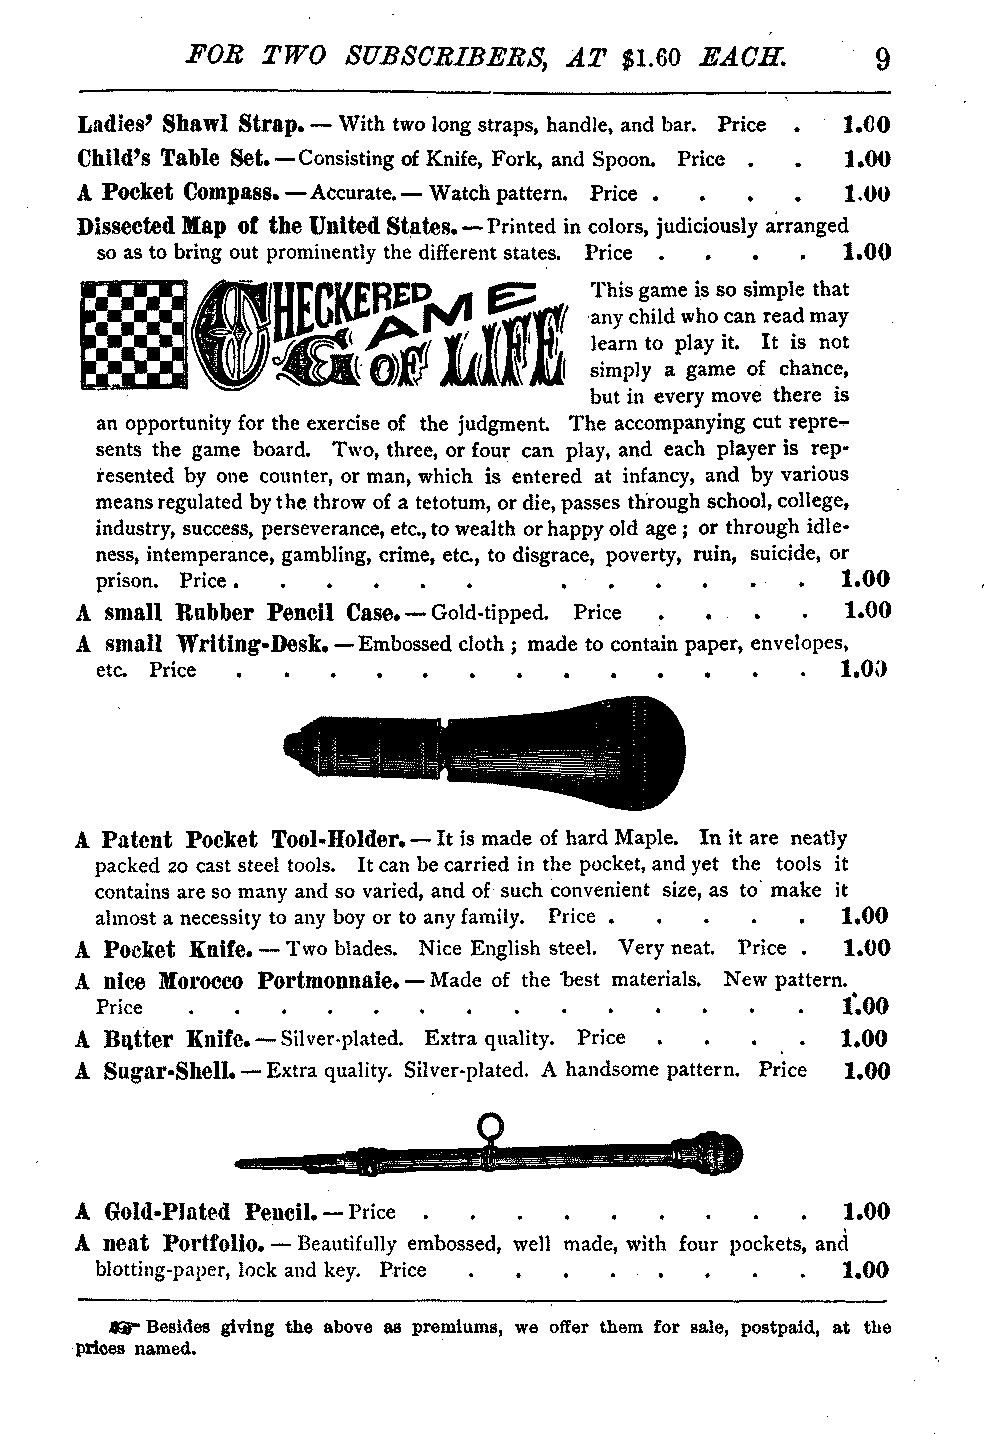 FOR TWO SUBSCRIBERS, AT $1.60 EACH. 9
Ladies' Shawl Strap. — With two long straps, handle, and bar. Price . 1.00
Child's Table Set. — Consisting of Knife, Fork, and Spoon. Price . . 1.00
A Pocket Compass. — Accurate. — Watch pattern. Price . . . . 1.00
Dissected Map of the United States. — Printed in colors, judiciously arranged
so as to bring out prominently the different states. Price . . . . 1.00
CHECKERED GAME OF LIFE
This game is so simple that
any child who can read may
learn to play it. It is not
simply a game of chance,
but in every move there is
an opportunity for the exercise of the judgment. The accompanying cut repre-
sents the game board. Two, three, or four can play, and each player is rep-
resented by one counter, or man, which is entered at infancy, and by various
means regulated by the throw of a tetotum, or die, passes through school, college,
industry, success, perseverance, etc., to wealth or happy old age ; or through idle-
ness, intemperance, gambling, crime, etc., to disgrace, poverty, ruin, suicide, or
prison. Price . . . . . . . . . . . . 1.00
A small Rubber Pencil Case. — Gold-tipped. Price . . . . 1.00
A small Writing-Desk. — Embossed cloth ; made to contain paper, envelopes,
etc. Price . . . . . . . . . . . . . 1.00
A Patent Pocket Tool-Holder. — It is made of hard Maple. In it are neatly
packed 20 cast steel tools. It can be carried in the pocket, and yet the tools it
contains are so many and so varied, and of such convenient size, as to make it
almost a necessity to any boy or to any family. Price . . . . . 1.00
A Pocket Knife. — Two blades. Nice English steel. Very neat. Price . 1.00
A nice Morocco Portmonnaie. — Made of the best materials. New pattern.
Price . . . . . . . . . . . . . . 1.00
A Butter Knife. — Silver-plated. Extra quality. Price . . . . 1.00
A Sugar-Shell. — Extra quality. Silver-plated. A handsome pattern. Price 1.00
A Gold-Plated Pencil. — Price . . . . . . . . . 1.00
A neat Portfolio. — Beautifully embossed, well made, with four pockets, and
blotting-paper, lock and key. Price . . . . . . . . 1.00
☞ Besides giving the above as premiums, we offer them for sale, postpaid, at the
prices named.